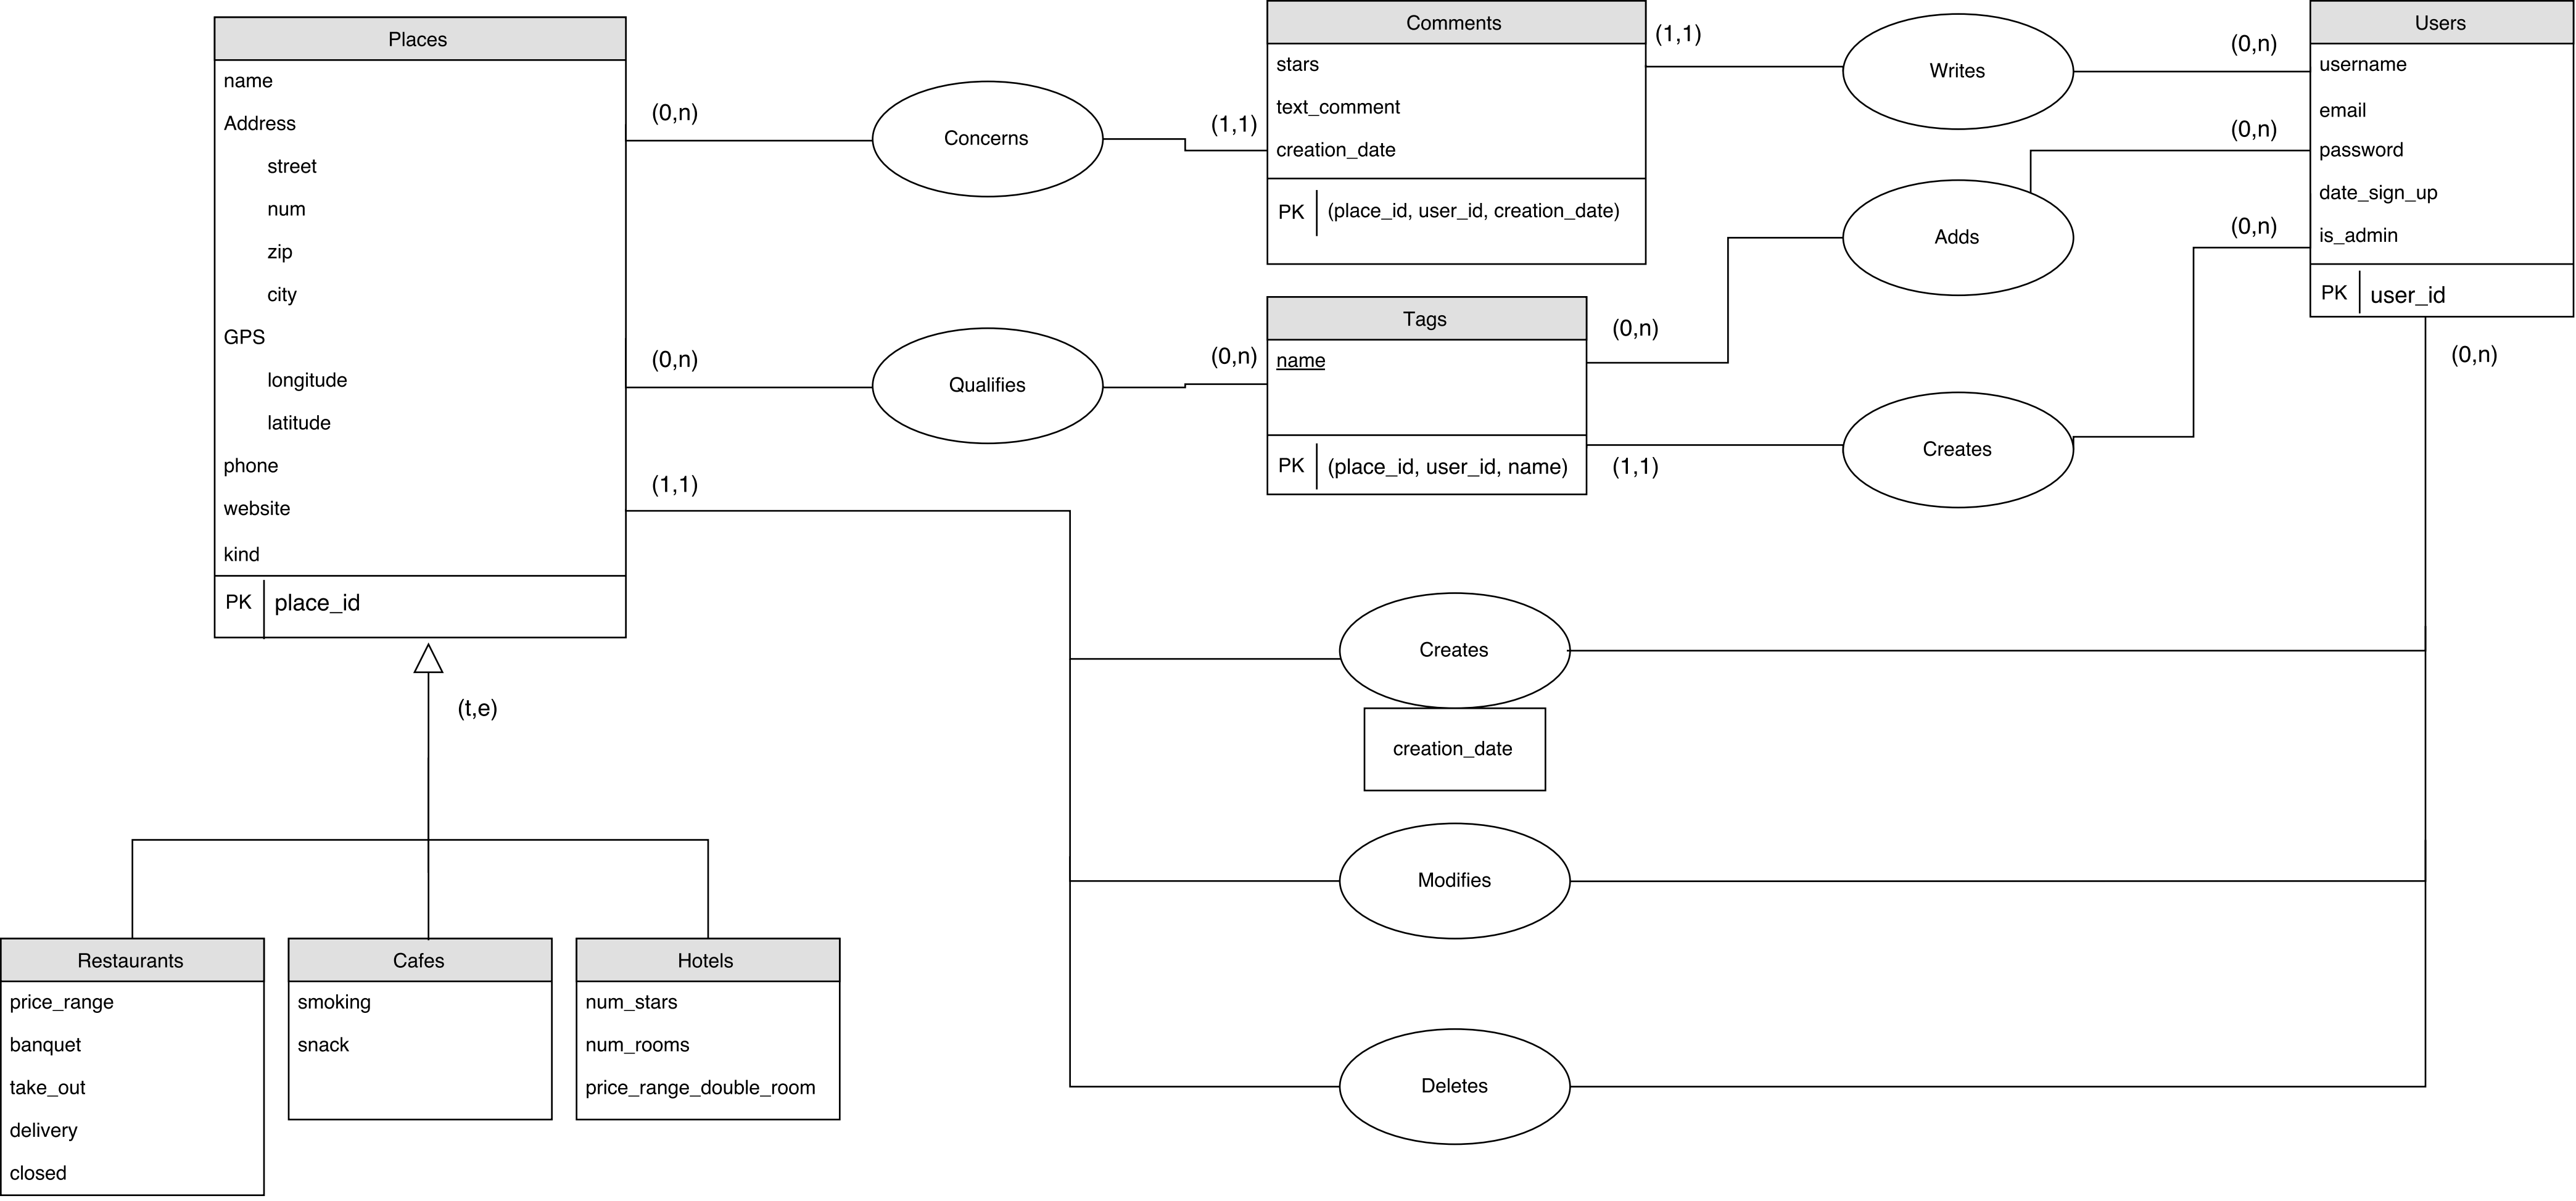 Places
name
Address
street
num
zip
city
GPS
longitude
latitude
phone
website
kind
PK place_id
(0,n)
Concerns
(1,1)
(0,n)
Qualifies
(0,n)
(1,1)
Comments
stars
text_comment
creation_date
PK (place_id, user_id, creation_date)
Tags
name
PK (place_id, user_id, name)
(1,1)
Writes
(0,n)
(0,n)
Adds
(0,n)
(0,n)
Creates
(1,1)
Users
username
email
password
date_sign_up
is_admin
PK user_id
(0,n)
Creates
creation_date
Modifies
Deletes
(t,e)
Restaurants
price_range
banquet
take_out
delivery
closed
Cafes
smoking
snack
Hotels
num_stars
num_rooms
price_range_double_room